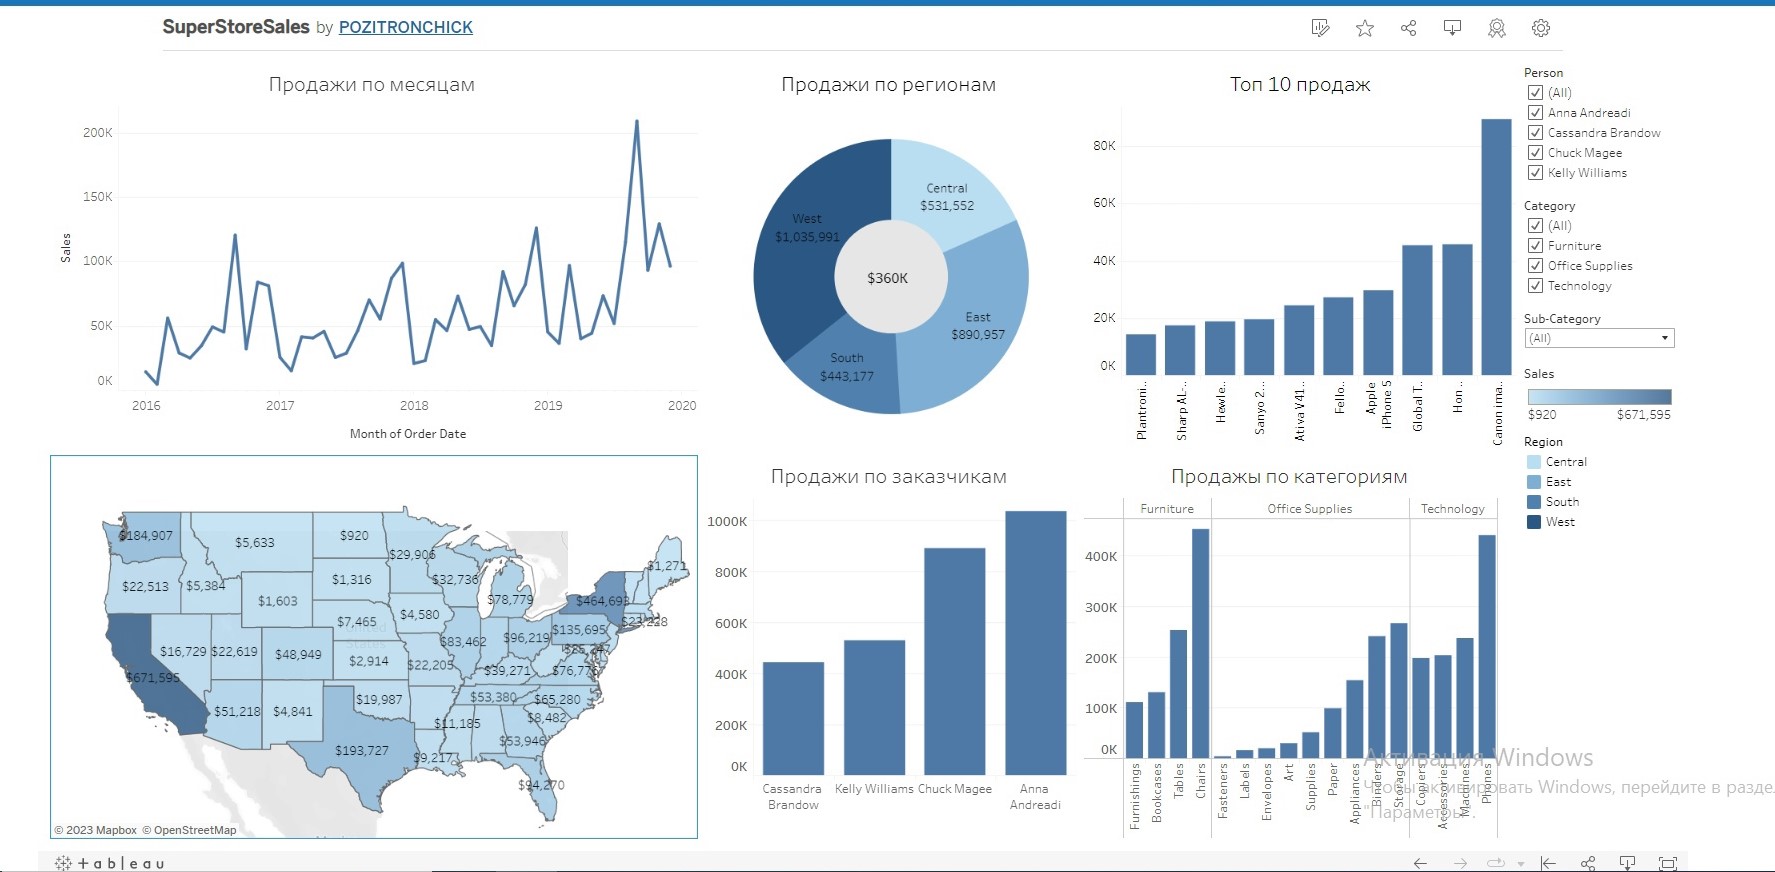 SuperStoreSales by POZITRONCHICK
Продажи по месяцам
Sales
200K
150K
100K
50K
0K
2016 2017 2018 2019 2020
Month of Order Date
Продажи по регионам
Central
$531,552
West
$1,035,991
$360K
East
$890,957
South
$443,177
Топ 10 продаж
80K
60K
40K
20K
0K
Plantroni..
Sharp AL-..
Hewle..
Sanyo 2...
Ativa V41..
Fello..
Apple
iPhone 5
Global T..
Hon ..
Canon ima..
Person
(All)
Anna Andreadi
Cassandra Brandow
Chuck Magee
Kelly Williams
Category
(All)
Furniture
Office Supplies
Technology
Sub-Category
(All)
Sales
$920 $671,595
Region
Central
East
South
West
$184,907
$5,633
$920
$29,906
$1,271
$22,513
$5,384
$1,316
$32,736
$78,779
$1,603
$464,693
$7,465
$4,580
$23,228
United
States
$135,695
$16,729
$22,619
$48,949
$2,914
$83,462
$96,219
$22,205
$39,271
$671,595
$19,987
$53,380
$65,280
$51,218
$4,841
$11,185
$8,482
$53,946
$193,727
$9,217
© 2023 Mapbox © OpenStreetMap
Продажи по заказчикам
1000K
800K
600K
400K
200K
0K
Cassandra
Brandow
Kelly Williams
Chuck Magee
Anna
Andreadi
Продажы по категориям
Furniture Office Supplies Technology
400K
300K
200K
100K
0K
Furnishings
Bookcases
Tables
Chairs
Fasteners
Labels
Envelopes
Art
Supplies
Paper
Appliances
Binders
Storage
Copiers
Accessories
Machines
Phones
Активация Windows
Чтобы активировать Windows, перейдите в разде
"Параметры".
+ableau